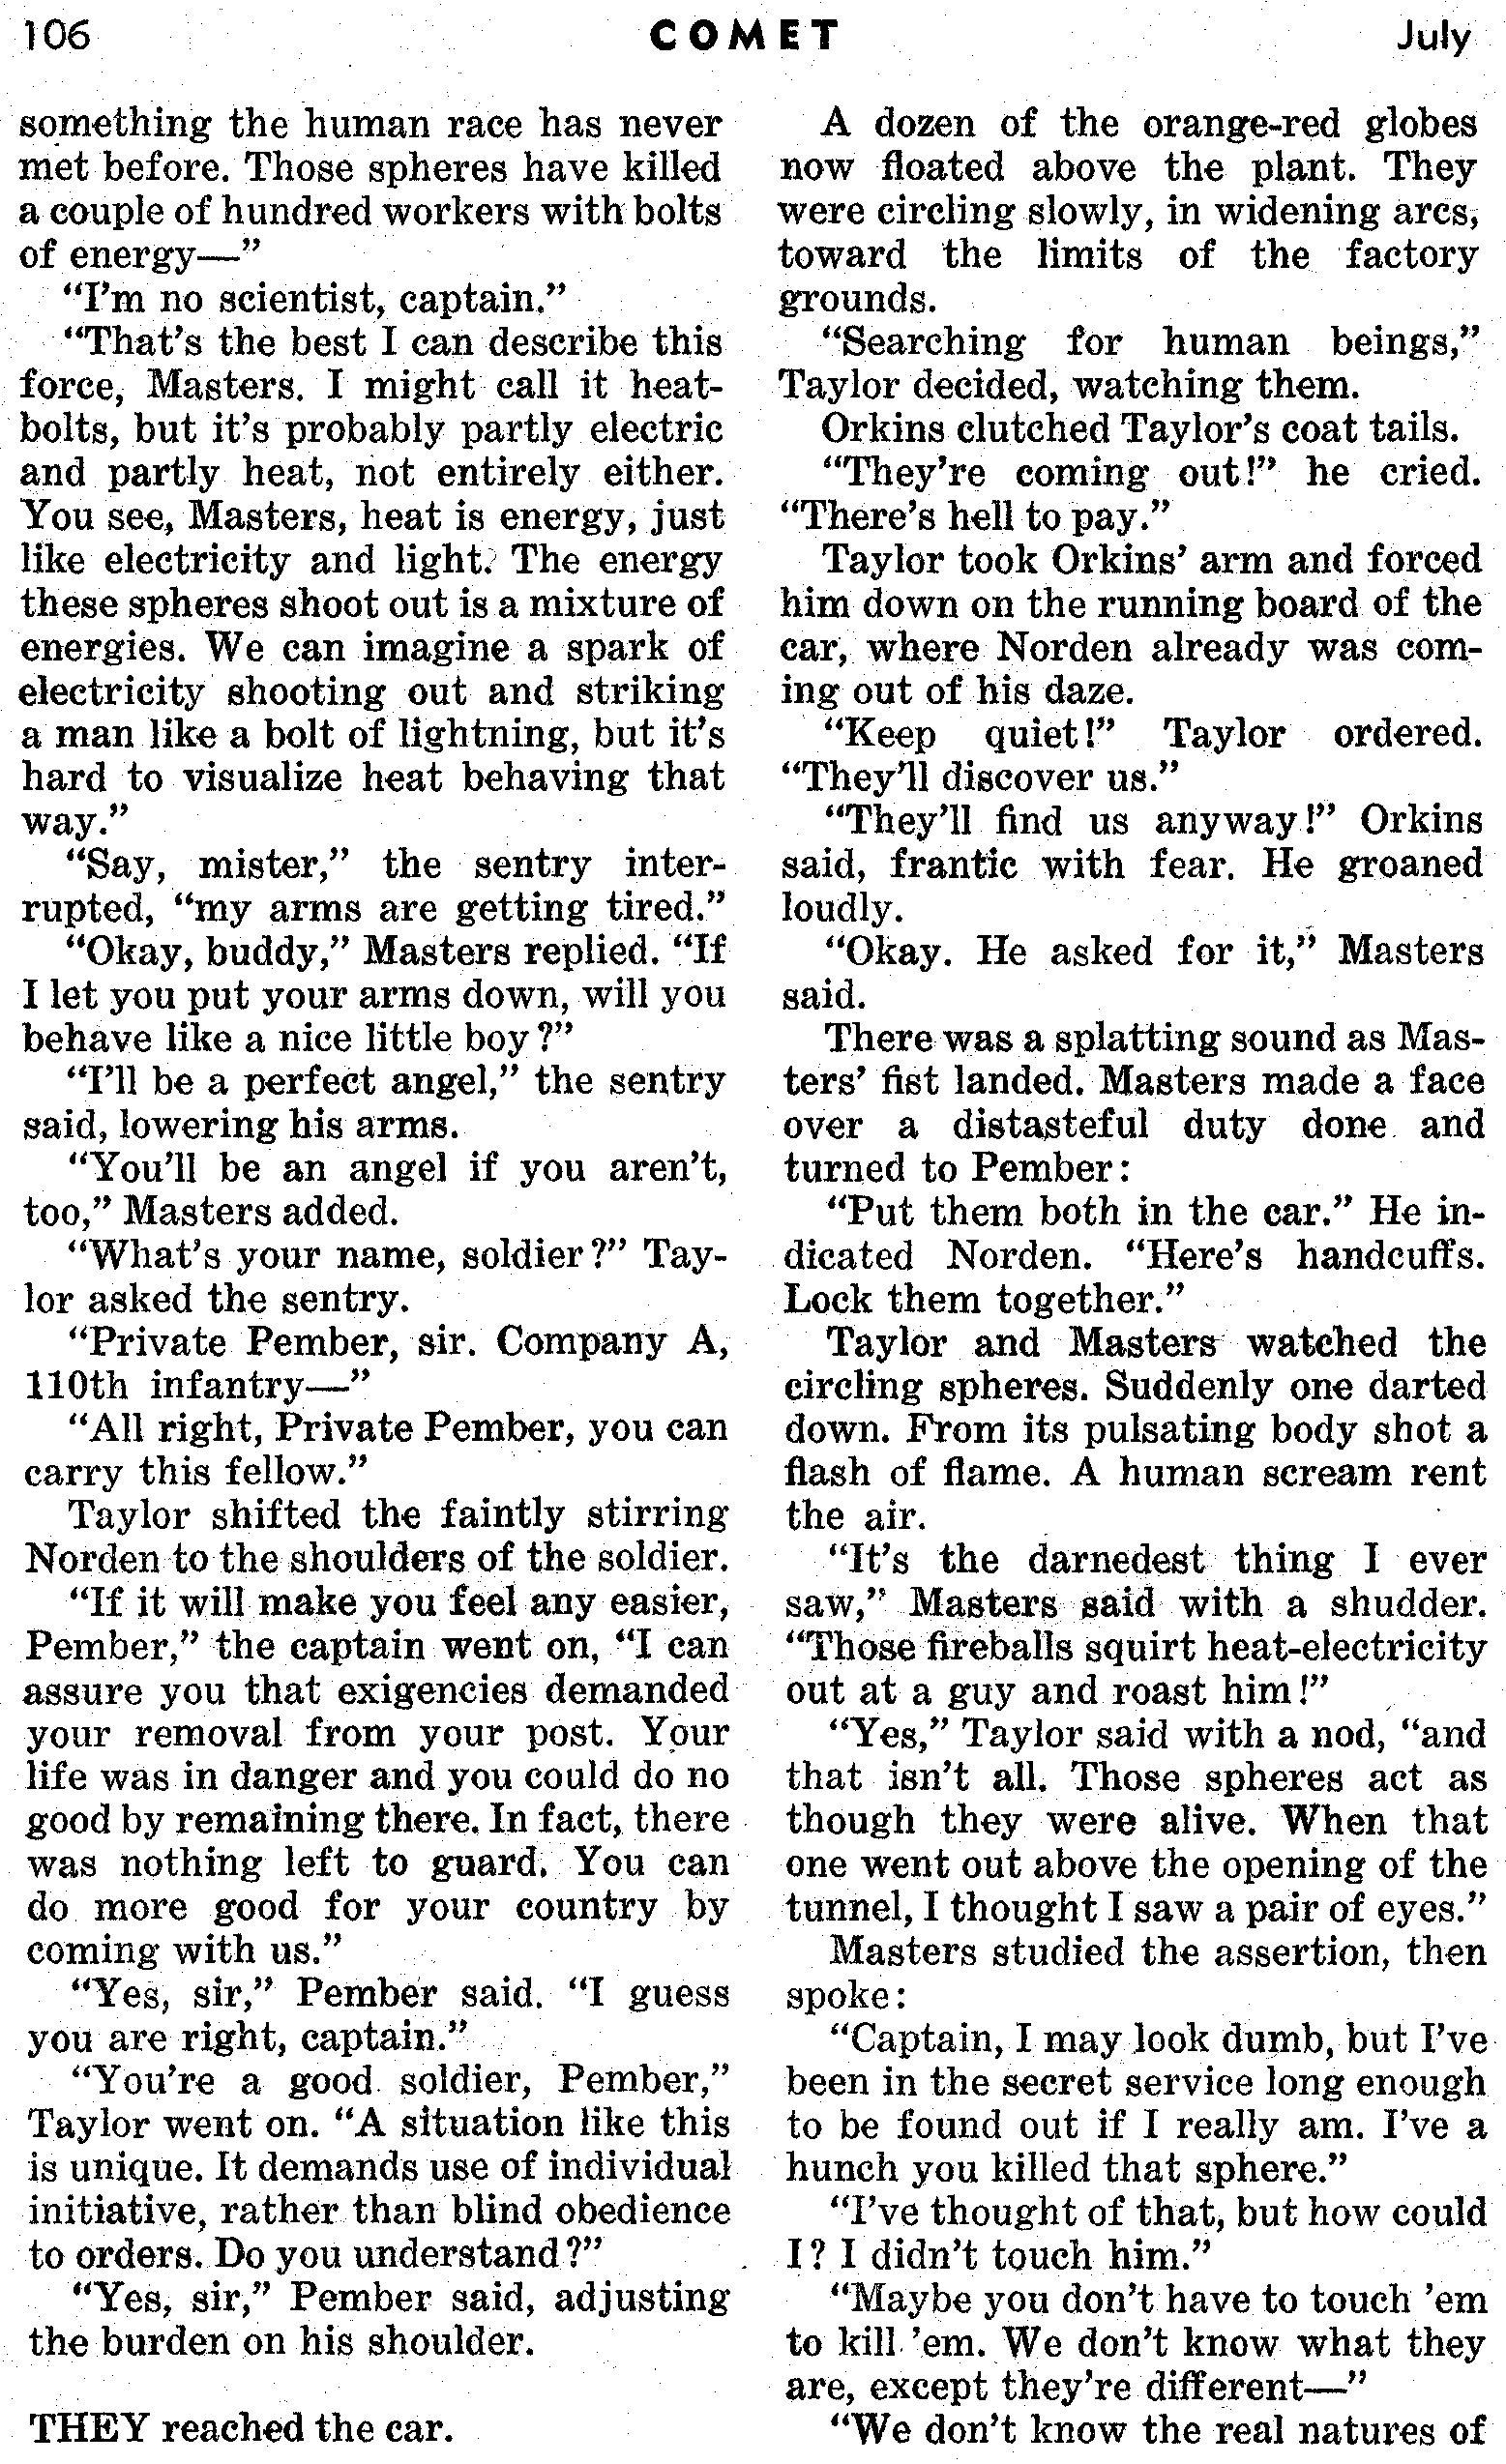 106
COMET
July
something the human race has never
met before. Those spheres have killed
a couple of hundred workers with bolts
of energy—”
“I'm no scientist, captain.”
“That's the best I can describe this
force, Masters. I might call it heat-
bolts, but it's probably partly electric
and partly heat, not entirely either.
You see, Masters, heat is energy, just
like electricity and light. The energy
these spheres shoot out is a mixture of
energies. We can imagine a spark of
electricity shooting out and striking
a man like a bolt of lightning, but it's
hard to visualize heat behaving that
way.”
“Say, mister,” the sentry inter-
rupted, “my arms are getting tired.”
“Okay, buddy,” Masters replied. “If
I let you put your arms down, will you
behave like a nice little boy?”
“I'll be a perfect angel,” the sentry
said, lowering his arms.
“You'll be an angel if you aren't,
too,” Masters added.
“What's your name, soldier?” Tay-
lor asked the sentry.
“Private Pember, sir. Company A,
110th infantry—”
“All right, Private Pember, you can
carry this fellow.”
Taylor shifted the faintly stirring
Norden to the shoulders of the soldier.
“If it will make you feel any easier,
Pember,” the captain went on, “I can
assure you that exigencies demanded
your removal from your post. Your
life was in danger and you could do no
good by remaining there. In fact, there
was nothing left to guard. You can
do more good for your country by
coming with us.”
“Yes, sir,” Pember said. “I guess
you are right, captain.”
“You're a good soldier, Pember,”
Taylor went on. “A situation like this
is unique. It demands use of individual
initiative, rather than blind obedience
to orders. Do you understand?”
“Yes, sir,” Pember said, adjusting
the burden on his shoulder.
THEY reached the car.
A dozen of the orange-red globes
now floated above the plant. They
were circling slowly, in widening arcs,
toward the limits of the factory
grounds.
“Searching for human beings,”
Taylor decided, watching them.
Orkins clutched Taylor's coat tails.
“They're coming out!” he cried.
“There's hell to pay.”
Taylor took Orkins' arm and forced
him down on the running board of the
car, where Norden already was com-
ing out of his daze.
“Keep quiet!” Taylor ordered.
“They'll discover us.”
“They'll find us anyway!” Orkins
said, frantic with fear. He groaned
loudly.
“Okay. He asked for it,” Masters
said.
There was a splatting sound as Mas-
ters' fist landed. Masters made a face
over a distasteful duty done and
turned to Pember:
“Put them both in the car.” He in-
dicated Norden. “Here's handcuffs.
Lock them together.”
Taylor and Masters watched the
circling spheres. Suddenly one darted
down. From its pulsating body shot a
flash of flame. A human scream rent
the air.
“It's the darnedest thing I ever
saw,” Masters said with a shudder.
“Those fireballs squirt heat-electricity
out at a guy and roast him!”
“Yes,” Taylor said with a nod, “and
that isn't all. Those spheres act as
though they were alive. When that
one went out above the opening of the
tunnel, I thought I saw a pair of eyes.”
Masters studied the assertion, then
spoke:
“Captain, I may look dumb, but I've
been in the secret service long enough
to be found out if I really am. I've a
hunch you killed that sphere.”
“I've thought of that, but how could
I? I didn't touch him.”
“Maybe you don't have to touch 'em
to kill 'em. We don't know what they
are, except they're different—”
“We don't know the real natures of